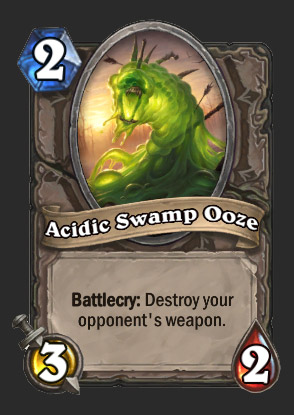 2
Acidic Swamp Ooze
Battlecry: Destroy your
opponent's weapon.
3
2